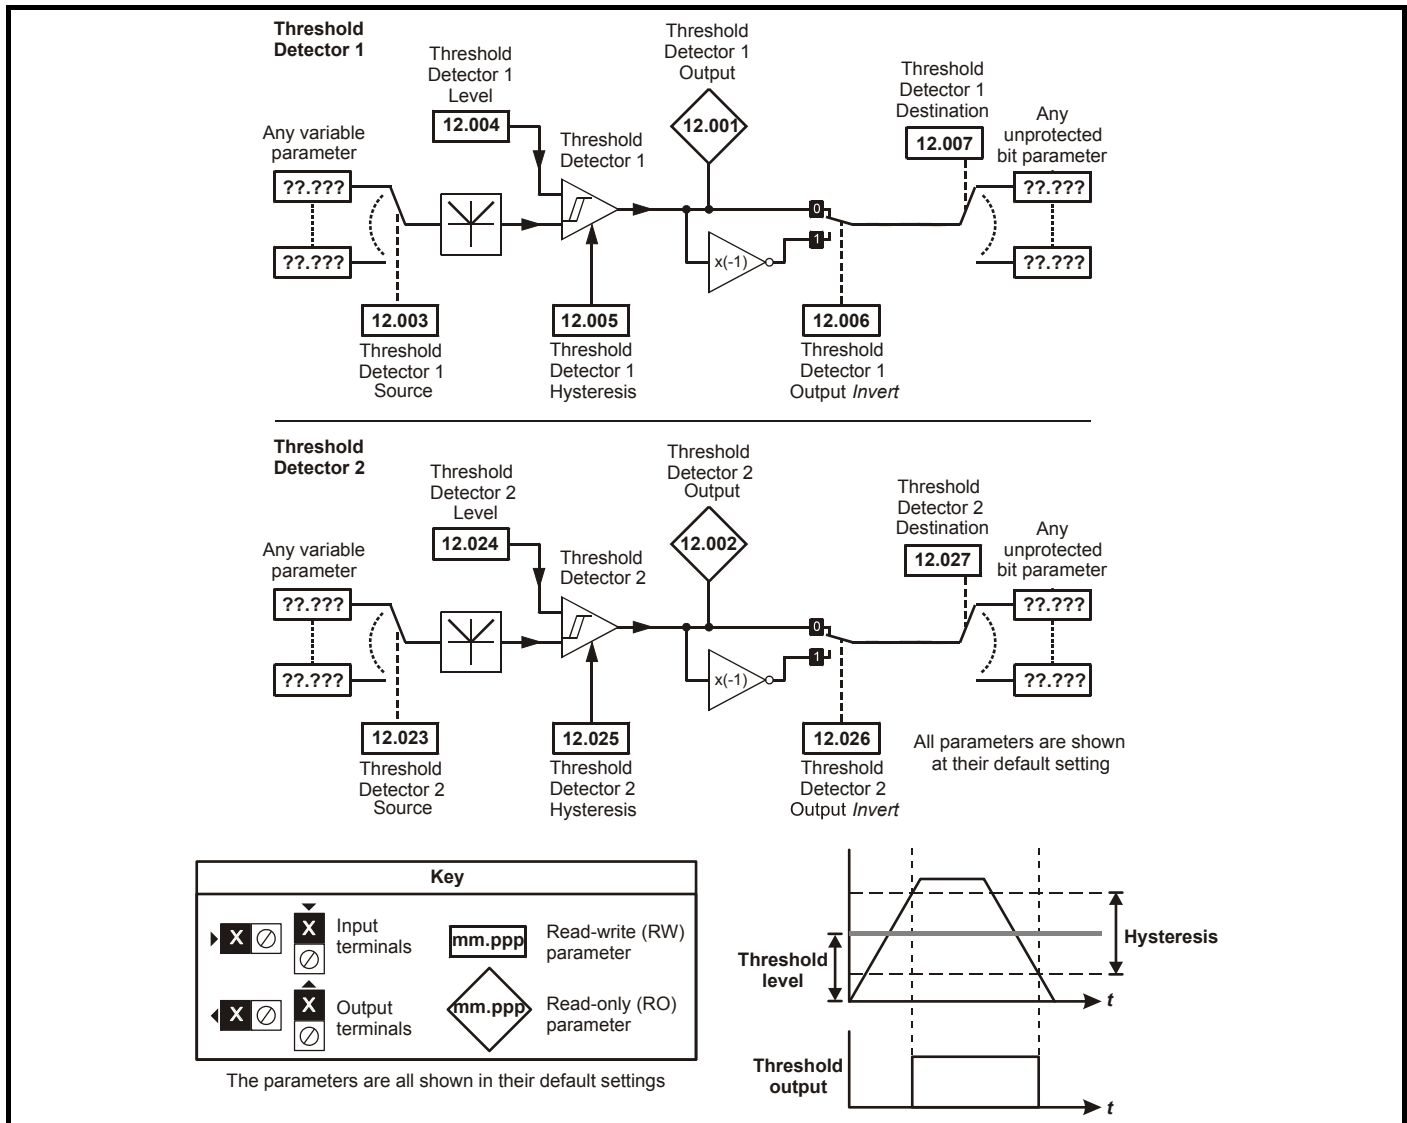 Threshold
Detector 1
Threshold
Detector 1
Level
12.004
Threshold
Detector 1
Output
12.001
Threshold
Detector 1
Destination
12.007
Any variable
parameter
??.???
??.???
Threshold
Detector 1
Any
unprotected
bit parameter
??.???
??.???
0
1
x(-1)
12.003
Threshold
Detector 1
Source
12.005
Threshold
Detector 1
Hysteresis
12.006
Threshold
Detector 1
Output Invert
Threshold
Detector 2
Threshold
Detector 2
Level
12.024
Threshold
Detector 2
Output
12.002
Threshold
Detector 2
Destination
12.027
Any variable
parameter
??.???
??.???
Threshold
Detector 2
Any
unprotected
bit parameter
??.???
??.???
0
1
x(-1)
12.023
Threshold
Detector 2
Source
12.025
Threshold
Detector 2
Hysteresis
12.026
Threshold
Detector 2
Output Invert
All parameters are shown
at their default setting
Key
X
X
Input
terminals
mm.ppp
Read-write (RW)
parameter
X
X
Output
terminals
mm.ppp
Read-only (RO)
parameter
The parameters are all shown in their default settings
Threshold
level
Hysteresis
t
Threshold
output
t